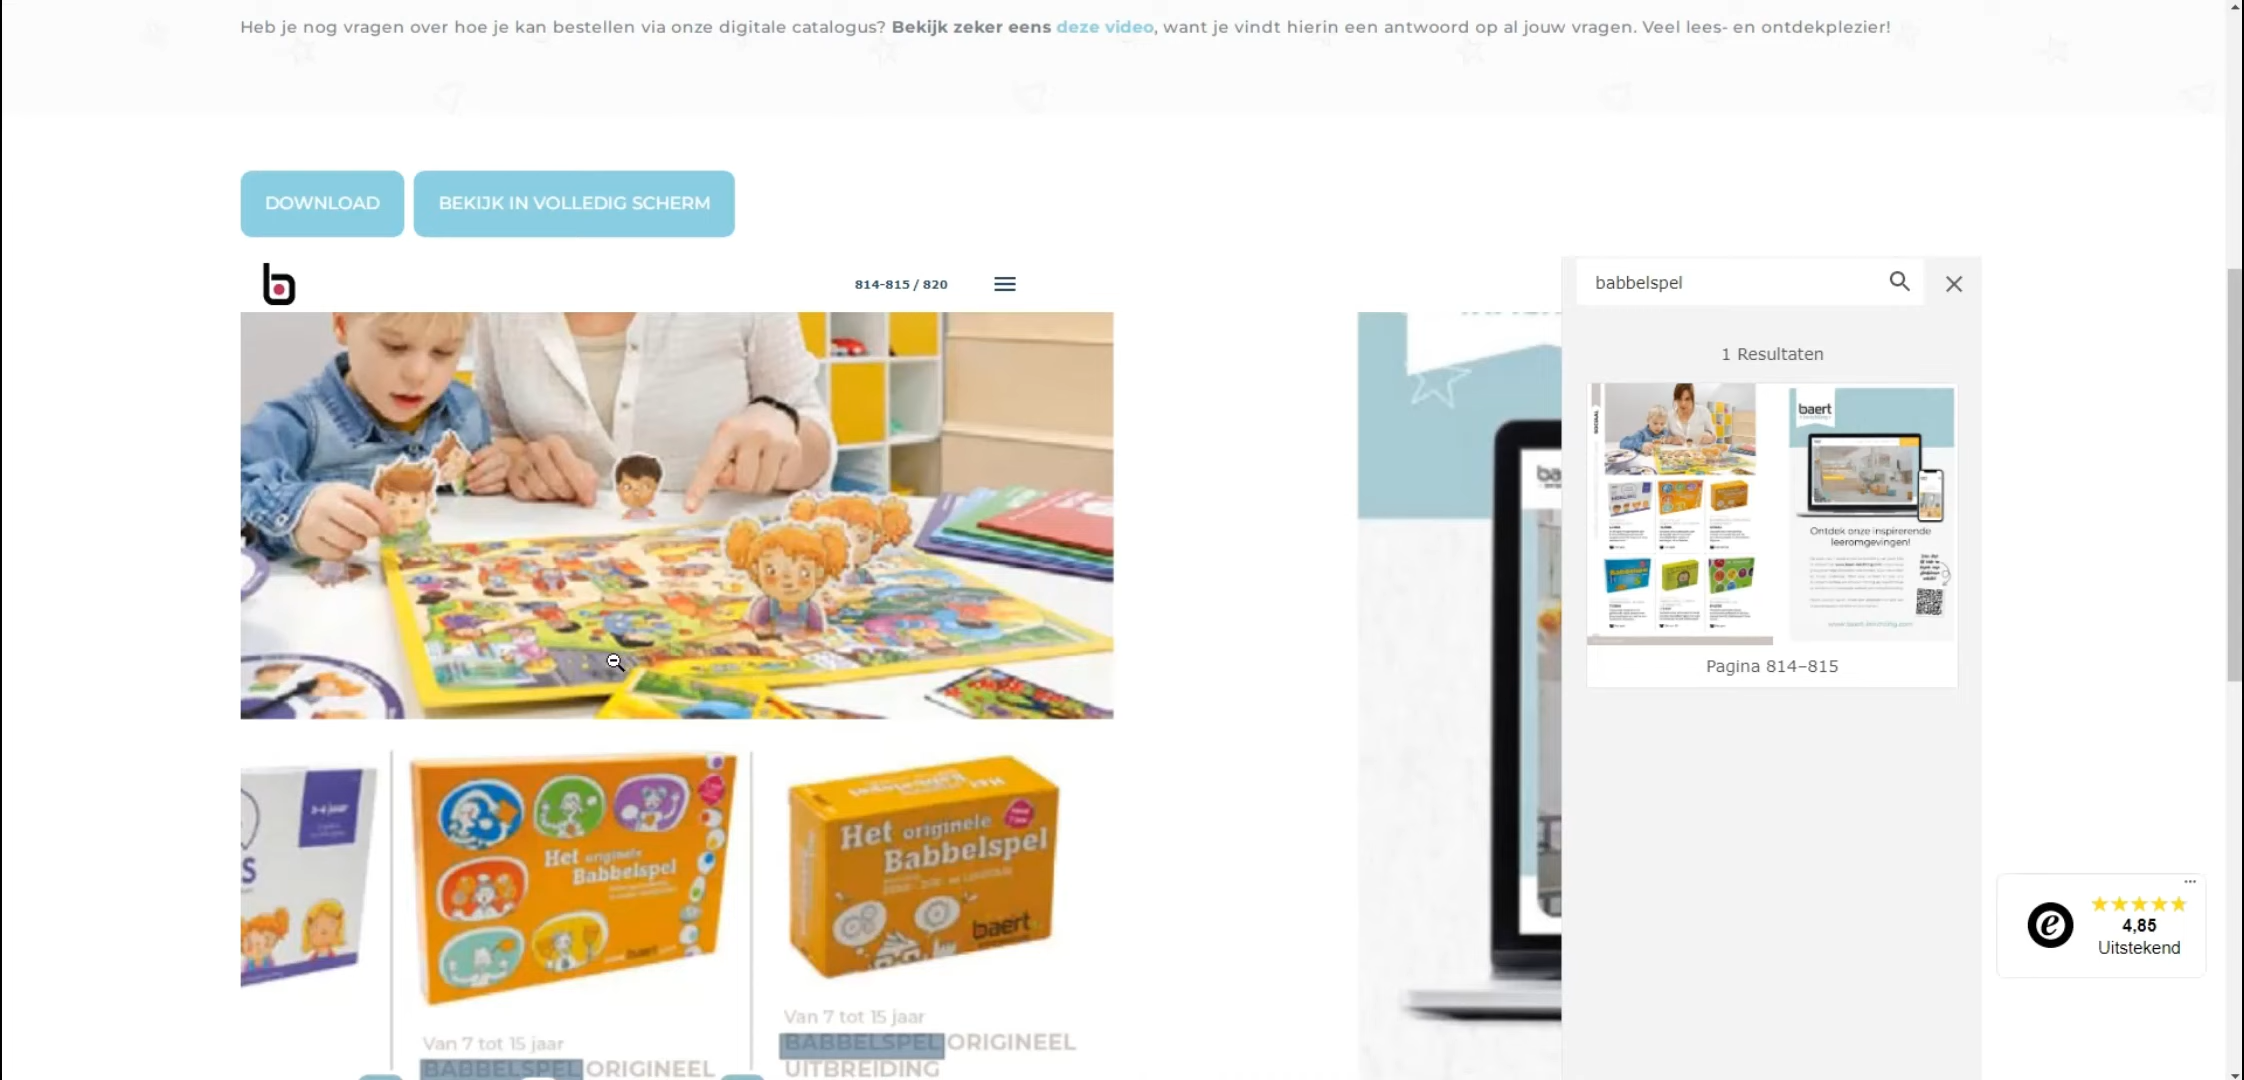 Heb je nog vragen over hoe je kan bestellen via onze digitale catalogus? Bekijk zeker eens deze video, want je vindt hierin een antwoord op al jouw vragen. Veel lees- en ontdekplezier!
DOWNLOAD
BEKIJK IN VOLLEDIG SCHERM
b
814-815 / 820
babbelspel
1 Resultaten
baert
Ontdek onze inspirerende
leeromgevingen!
Pagina 814-815
Het originele
Babbelspel
Het originele
Babbelspel
baert
Van 7 tot 15 jaar
BABBELSPEL ORIGINEEL
Van 7 tot 15 jaar
BABBELSPEL ORIGINEEL
UITBREIDING
e
4,85
Uitstekend